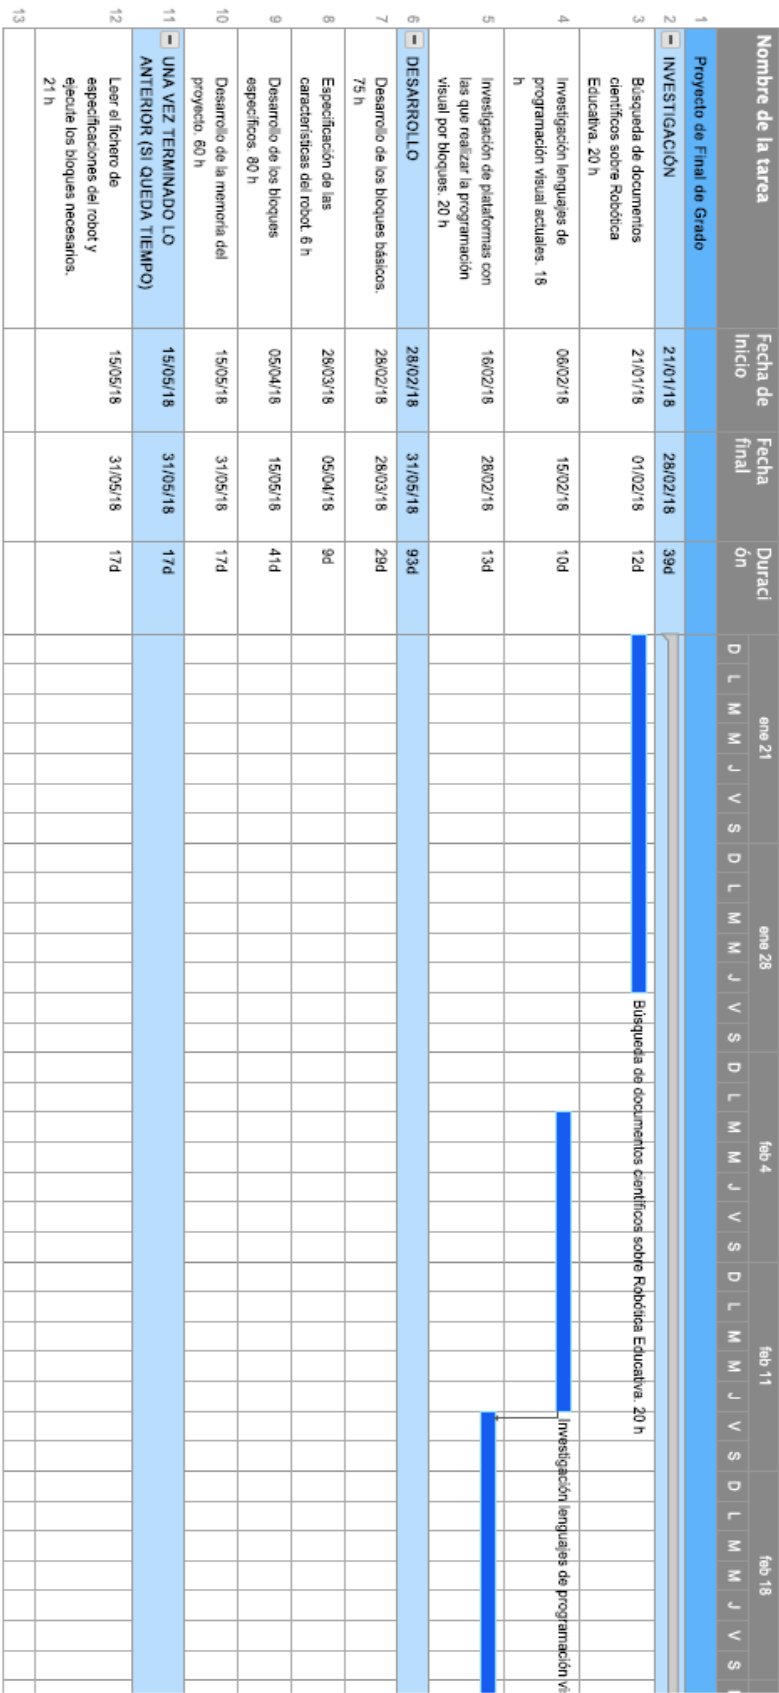 Nombre de la tarea
Fecha de
Inicio
Fecha
final
Duraci
ón
ene 21
ene 28
feb 4
feb 11
feb 18
D L M M J V S D L M M J V S D L M M J V S D L M M J V S D L M M J V S
1
Proyecto de Final de Grado
2
INVESTIGACIÓN
21/01/18
28/02/18
39d
3
Búsqueda de documentos
científicos sobre Robótica
Educativa. 20 h
21/01/18
01/02/18
12d
Búsqueda de documentos científicos sobre Robótica Educativa. 20 h
4
Investigación lenguajes de
programación visual actuales. 18
h
06/02/18
15/02/18
10d
Investigación lenguajes de programación vi
5
Investigación de plataformas con
las que realizar la programación
visual por bloques. 20 h
16/02/18
28/02/18
13d
6
DESARROLLO
28/02/18
31/05/18
93d
7
Desarrollo de los bloques básicos.
75 h
28/02/18
28/03/18
29d
8
Especificación de las
características del robot. 6 h
28/03/18
05/04/18
9d
9
Desarrollo de los bloques
específicos. 80 h
05/04/18
15/05/18
41d
10
Desarrollo de la memoria del
proyecto. 60 h
15/05/18
31/05/18
17d
11
UNA VEZ TERMINADO LO
ANTERIOR (SI QUEDA TIEMPO)
15/05/18
31/05/18
17d
12
Leer el fichero de
especificaciones del robot y
ejecute los bloques necesarios.
21 h
15/05/18
31/05/18
17d
13